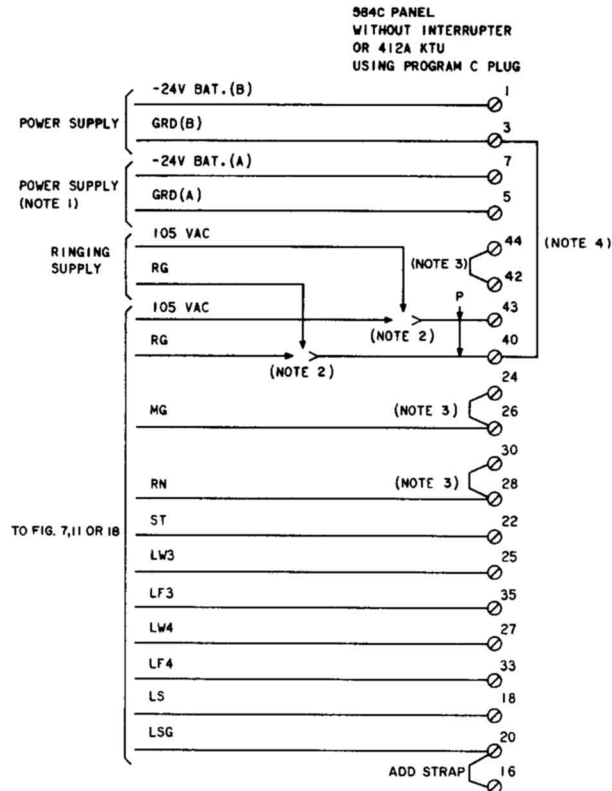 584C PANEL
WITHOUT INTERRUPTER
OR 412A KTU
USING PROGRAM C PLUG
-24V BAT.(B)
1
POWER SUPPLY
GRD(B)
3
-24V BAT.(A)
7
POWER SUPPLY
(NOTE 1)
GRD(A)
5
105 VAC
44
(NOTE 4)
RINGING
SUPPLY
(NOTE 3)
RG
42
P
105 VAC
43
(NOTE 2)
RG
40
(NOTE 2)
24
(NOTE 3)
26
MG
30
(NOTE 3)
28
RN
TO FIG. 7,11 OR 18
ST
22
LW3
25
LF3
35
LW4
27
LF4
33
LS
18
LSG
20
ADD STRAP
16